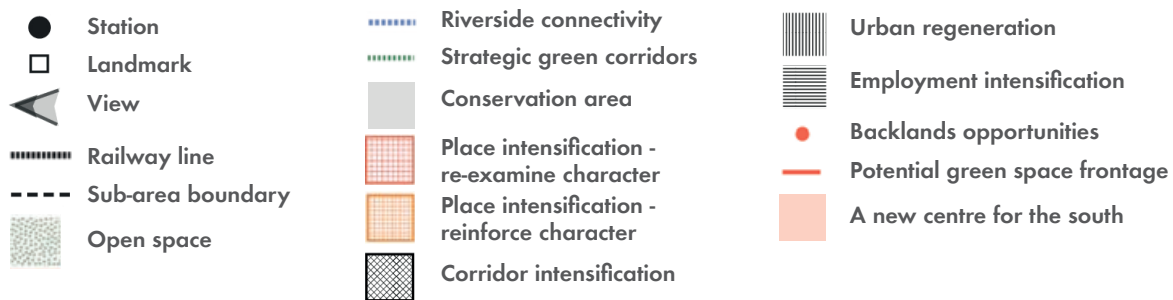 Station
Landmark
View
Railway line
Sub-area boundary
Open space
Riverside connectivity
Strategic green corridors
Conservation area
Place intensification -
re-examine character
Place intensification -
reinforce character
Corridor intensification
Urban regeneration
Employment intensification
Backlands opportunities
Potential green space frontage
A new centre for the south